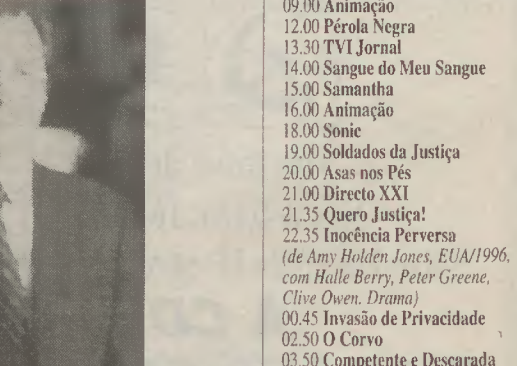 09.00 Animação
12.00 Pérola Negra
13.30 TVI Jornal
14.00 Sangue do Meu Sangue
15.00 Samantha
16.00 Animação
18.00 Sonic
19.00 Soldados da Justiça
20.00 Asas nos Pés
21.00 Directo XXI
21.35 Quero Justiça!
22.35 Inocência Perversa
(de Amy Holden Jones, EUA/1996,
com Halle Berry, Peter Greene,
Clive Owen. Drama)
00.45 Invasão de Privacidade
02.50 O Corvo
03.50 Competente e Descarada